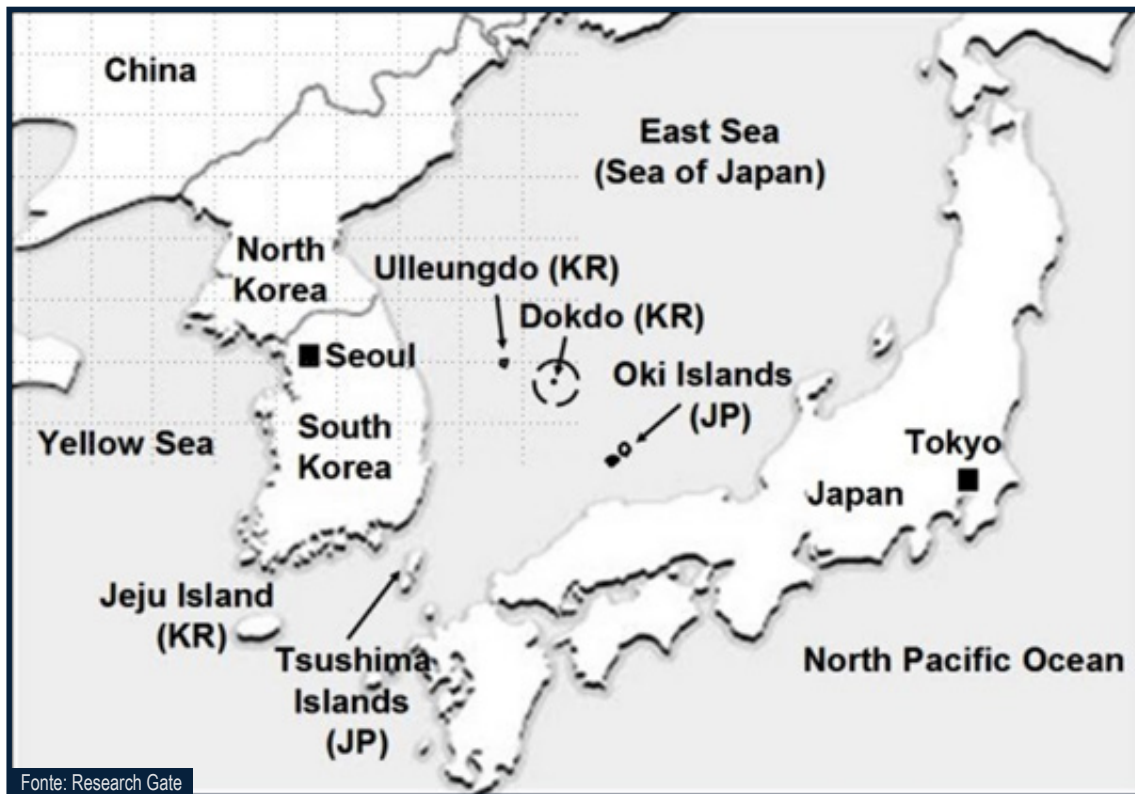 China
East Sea
(Sea of Japan)
North
Korea
Ulleungdo (KR)
Dokdo (KR)
Seoul
Oki Islands
(JP)
Yellow Sea
South
Korea
Tokyo
Japan
Jeju Island
(KR)
Tsushima
Islands
(JP)
North Pacific Ocean
Fonte: Research Gate